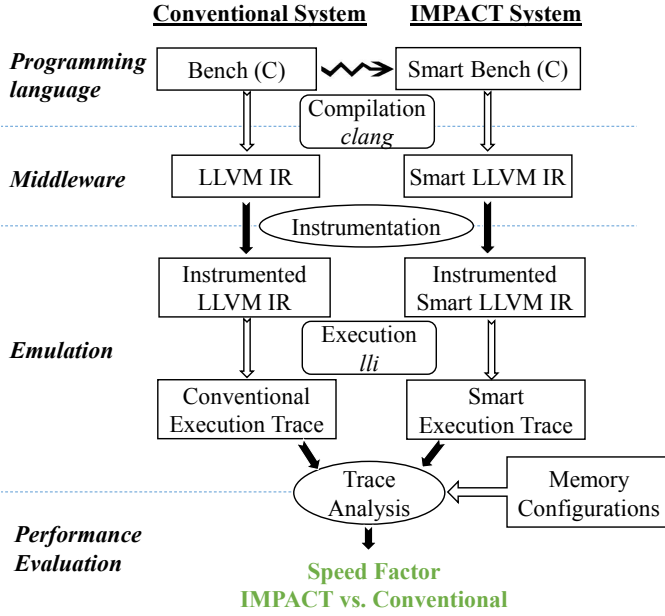 Conventional System
IMPACT System
Programming
language
Bench (C)
Smart Bench (C)
Compilation
clang
Middleware
LLVM IR
Smart LLVM IR
Instrumentation
Instrumented
LLVM IR
Instrumented
Smart LLVM IR
Emulation
Execution
lli
Conventional
Execution Trace
Smart
Execution Trace
Trace
Analysis
Memory
Configurations
Performance
Evaluation
Speed Factor
IMPACT vs. Conventional